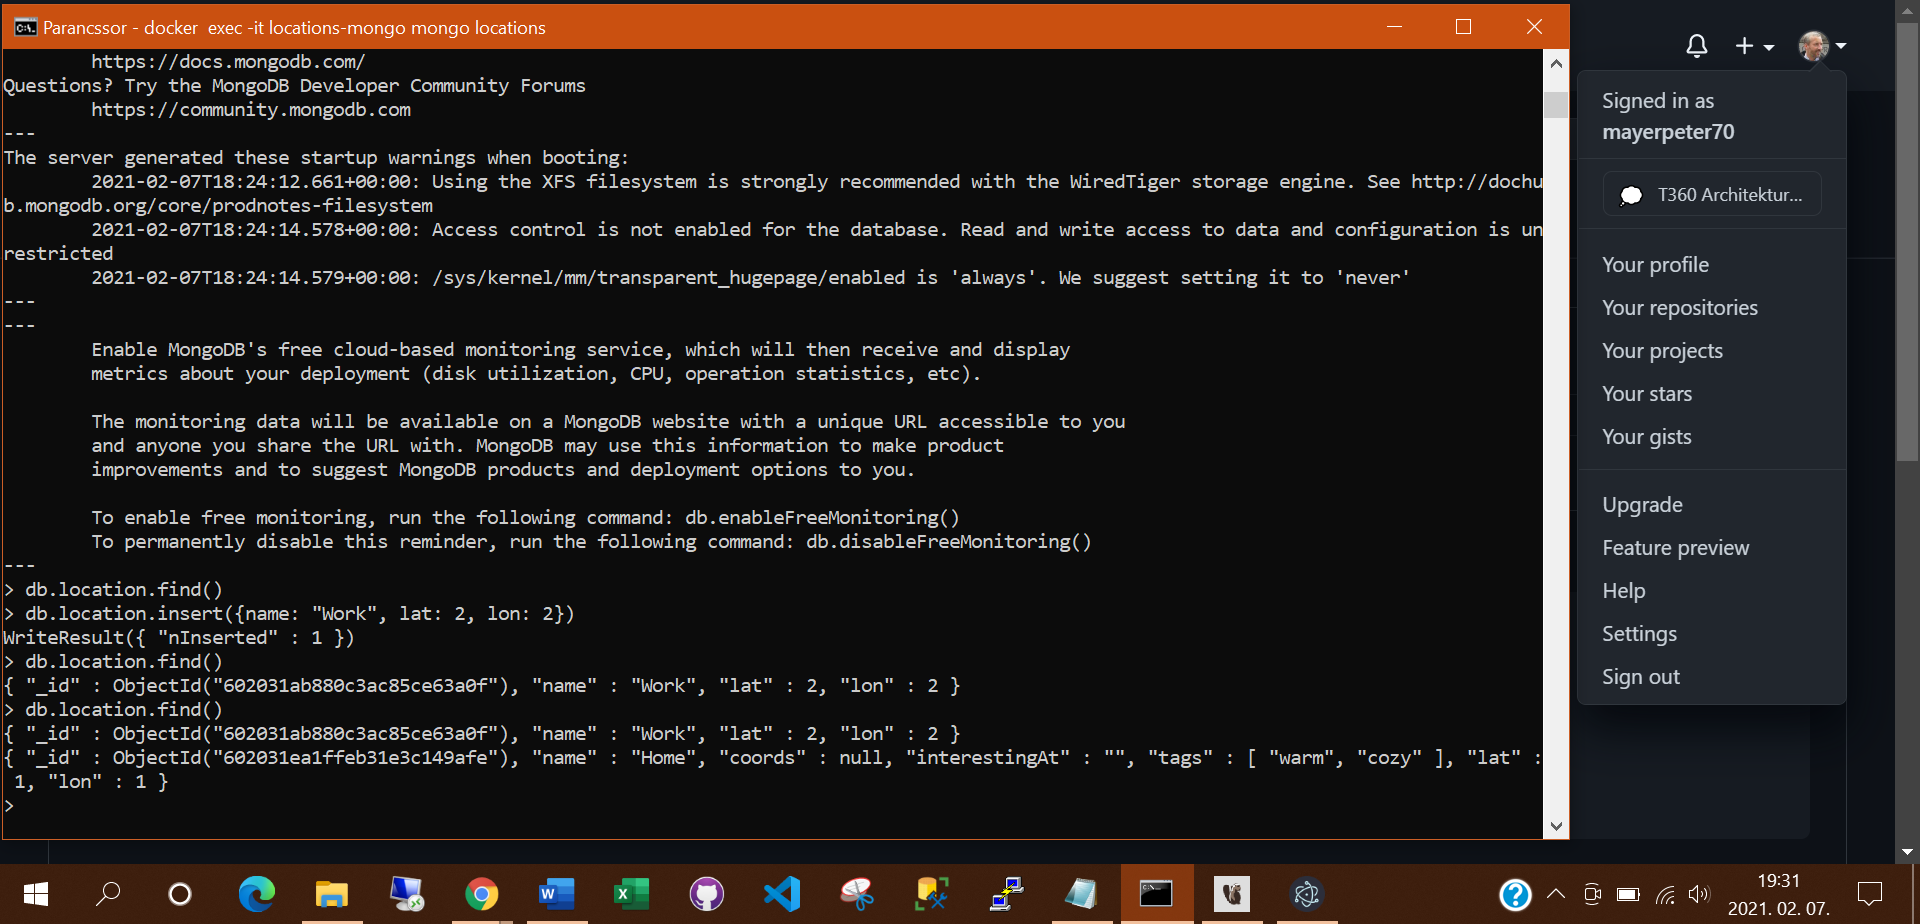 Parancssor - docker  exec -it locations-mongo mongo locations
https://docs.mongodb.com/
Questions? Try the MongoDB Developer Community Forums
https://community.mongodb.com
---
The server generated these startup warnings when booting:
2021-02-07T18:24:12.661+00:00: Using the XFS filesystem is strongly recommended with the WiredTiger storage engine. See http://dochu
b.mongodb.org/core/prodnotes-filesystem
2021-02-07T18:24:14.578+00:00: Access control is not enabled for the database. Read and write access to data and configuration is un
restricted
2021-02-07T18:24:14.579+00:00: /sys/kernel/mm/transparent_hugepage/enabled is 'always'. We suggest setting it to 'never'
---
---
Enable MongoDB's free cloud-based monitoring service, which will then receive and display
metrics about your deployment (disk utilization, CPU, operation statistics, etc).
The monitoring data will be available on a MongoDB website with a unique URL accessible to you
and anyone you share the URL with. MongoDB may use this information to make product
improvements and to suggest MongoDB products and deployment options to you.
To enable free monitoring, run the following command: db.enableFreeMonitoring()
To permanently disable this reminder, run the following command: db.disableFreeMonitoring()
---
> db.location.find()
> db.location.insert({name: "Work", lat: 2, lon: 2})
WriteResult({ "nInserted" : 1 })
> db.location.find()
{ "_id" : ObjectId("602031ab880c3ac85ce63a0f"), "name" : "Work", "lat" : 2, "lon" : 2 }
> db.location.find()
{ "_id" : ObjectId("602031ab880c3ac85ce63a0f"), "name" : "Work", "lat" : 2, "lon" : 2 }
{ "_id" : ObjectId("602031ea1ffeb31e3c149afe"), "name" : "Home", "coords" : null, "interestingAt" : "", "tags" : [ "warm", "cozy" ], "lat" :
1, "lon" : 1 }
>
Signed in as
mayerpeter70
T360 Architektur...
Your profile
Your repositories
Your projects
Your stars
Your gists
Upgrade
Feature preview
Help
Settings
Sign out
19:31
2021. 02. 07.